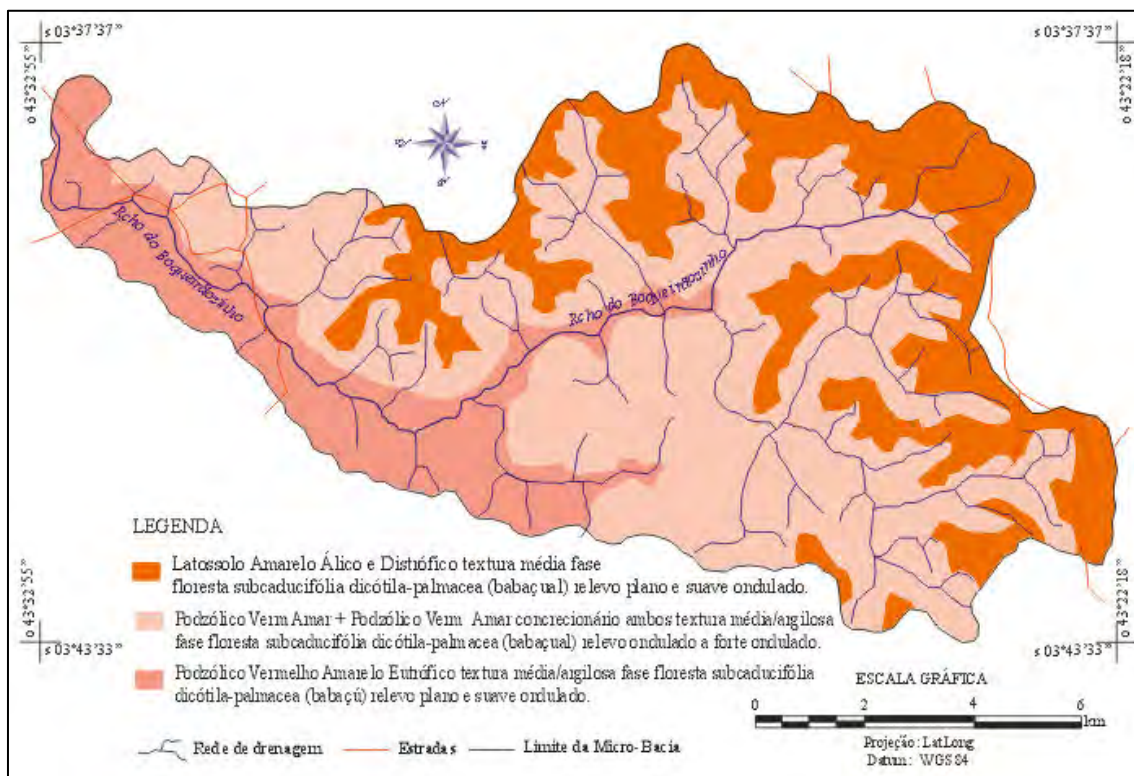 s 03°37'37”
s 03°37'37”
o 43°32'55”
o 43°22'18”
Rcho do Boqueirãozinho
Rcho do Boqueirãozinho
LEGENDA
Latossolo Amarelo Álico e Distrófico textura média fase
floresta subcaducifólia dicótila-palmacea (babaçual) relevo plano e suave ondulado.
Podzólico Verm Amar + Podzólico Verm Amar concrecionário ambos textura média/argilosa
fase floresta subcaducifólia dicótila-palmacea (babaçual) relevo ondulado a forte ondulado.
Podzólico Vermelho Amarelo Eutrófico textura média/argilosa fase floresta subcaducifólia
dicótila-palmacea (babaçú) relevo plano e suave ondulado.
Rede de drenagem
Estradas
Limite da Micro-Bacia
o 43°32'55”
s 03°43'33”
o 43°22'18”
s 03°43'33”
ESCALA GRÁFICA
0 2 4 6
km
Projeção: LatLong
Datum: WGS 84